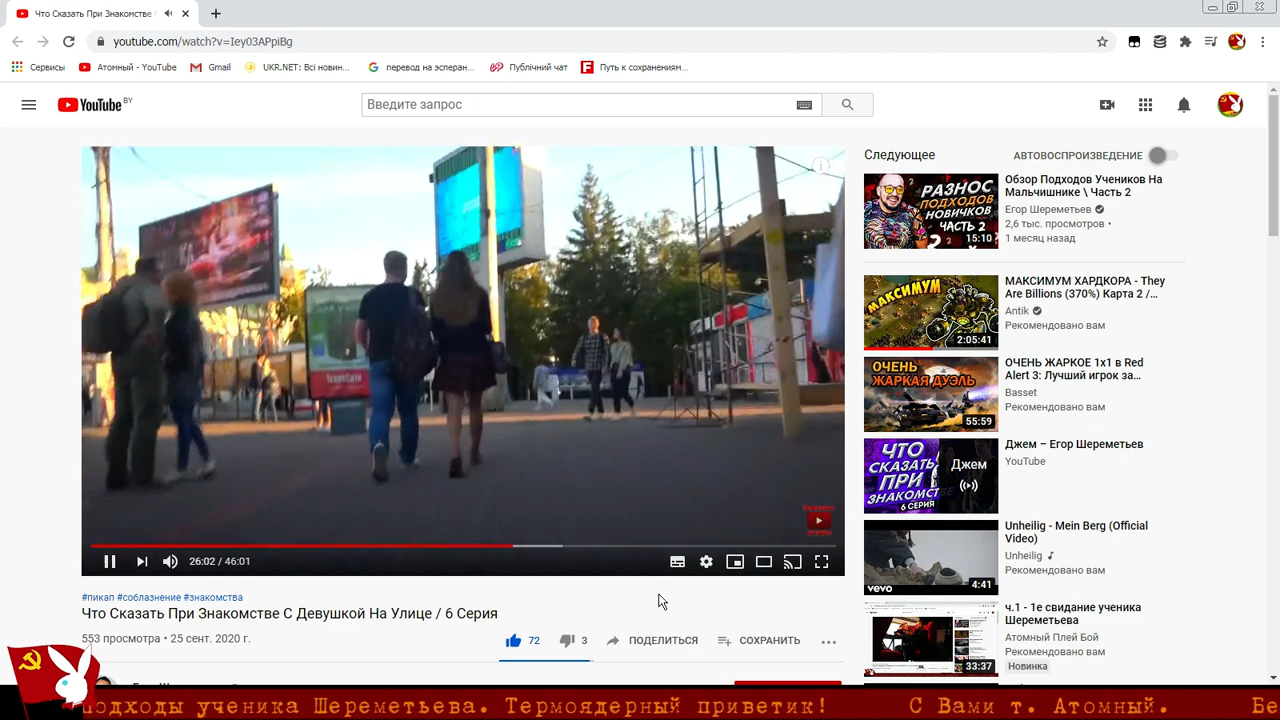 Что Сказать При Знакомстве
youtube.com/watch?v=Iey03APpiBg
Сервисы
Атомный - YouTube
Gmail
UKR.NET: Всі новин...
перевод на эсперан...
Публічний чат
Путь к сохранениям...
YouTube BY
Введите запрос
26:02 / 46:01
#пикап #соблазнение #знакомства
Что Сказать При Знакомстве С Девушкой На Улице / 6 Серия
553 просмотра • 25 сент. 2020 г.
72
3
ПОДЕЛИТЬСЯ
СОХРАНИТЬ
Следующее
АВТОВОСПРОИЗВЕДЕНИЕ
РАЗНОС
ПОДХОДОВ
НОВИЧКОВ
ЧАСТЬ 2
15:10
Обзор Подходов Учеников На
Мальчишнике \ Часть 2
Егор Шереметьев
2,6 тыс. просмотров •
1 месяц назад
МАКСИМУМ
2:05:41
МАКСИМУМ ХАРДКОРА - They
Are Billions (370%) Карта 2 /...
Antik
Рекомендовано вам
ОЧЕНЬ
ЖАРКАЯ ДУЭЛЬ
55:59
ОЧЕНЬ ЖАРКОЕ 1x1 в Red
Alert 3: Лучший игрок за...
Basset
Рекомендовано вам
ЧТО
СКАЗАТЬ
ПРИ
ЗНАКОМСТ
6 СЕРИЯ
Джем
Джем – Егор Шереметьев
YouTube
vevo
4:41
Unheilig - Mein Berg (Official
Video)
Unheilig
Рекомендовано вам
33:37
ч.1 - 1е свидание ученика
Шереметьева
Атомный Плей Бой
Рекомендовано вам
Новинка
подходы ученика Шереметьева. Термоядерный приветик! С Вами т. Атомный. Бе